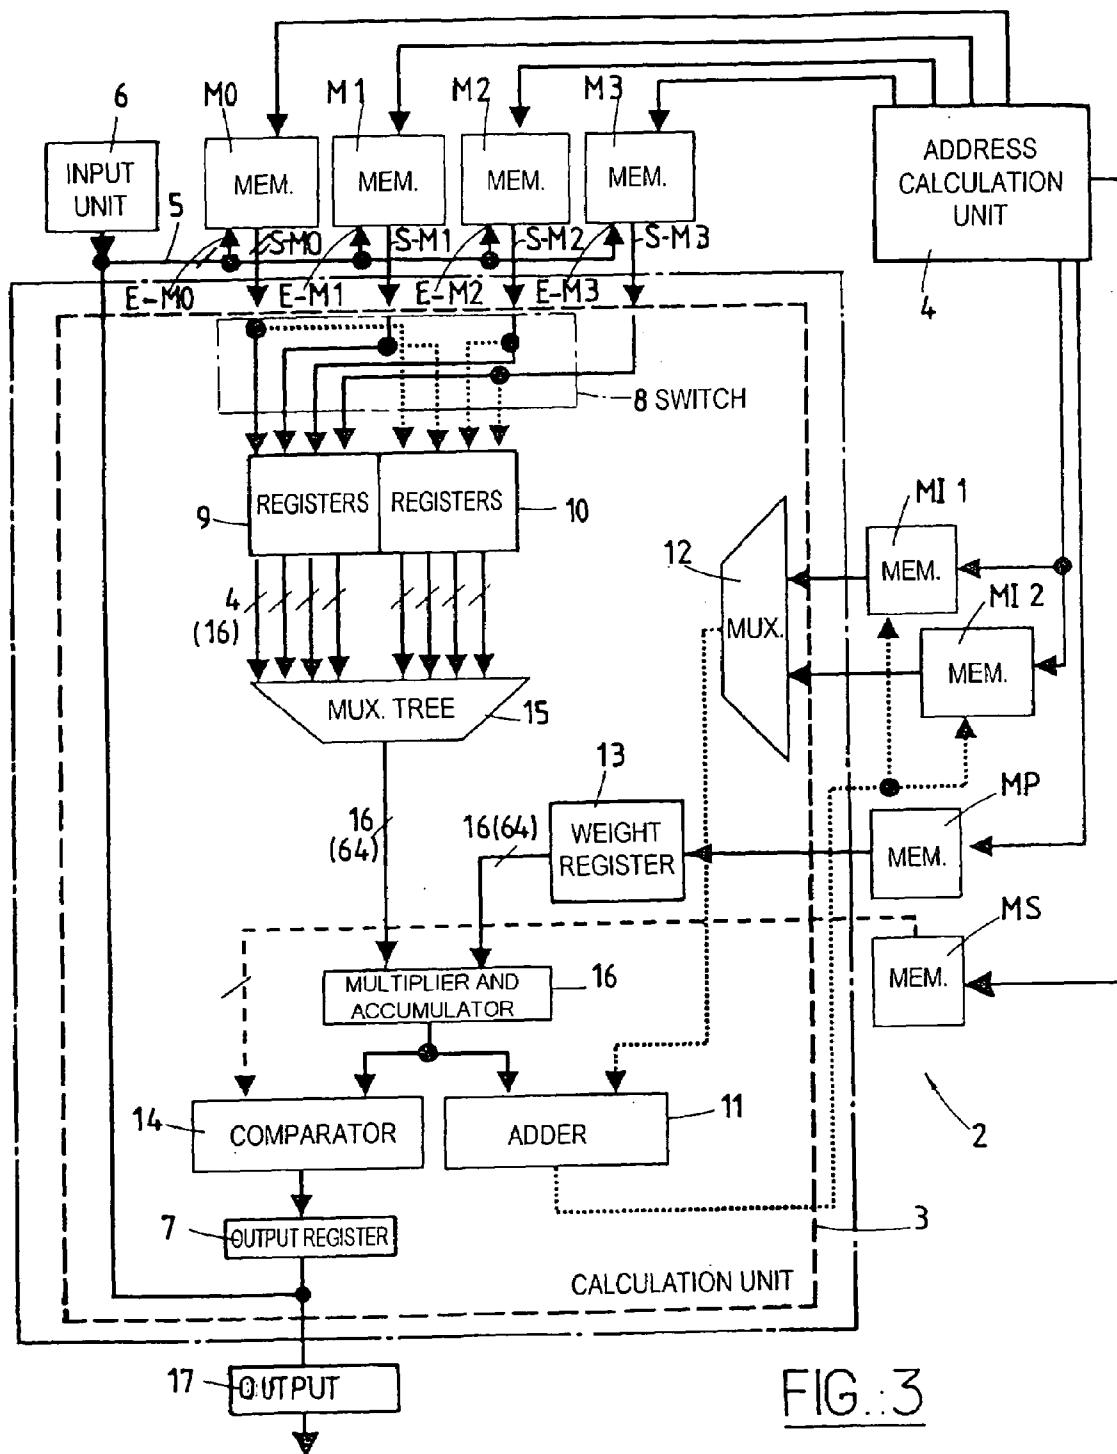 6
M0
M1
M2
M3
INPUT
UNIT
MEM.
MEM.
MEM.
MEM.
ADDRESS
CALCULATION
UNIT
5
S-M0
S-M1
S-M2
S-M3
E-M0
E-M1
E-M2
E-M3
4
8 SWITCH
9
REGISTERS
REGISTERS
10
MI 1
12
MEM.
4
(16)
MI 2
MUX.
MEM.
MUX. TREE
15
13
MP
16
(64)
16(64)
WEIGHT
REGISTER
MEM.
MS
MULTIPLIER AND
ACCUMULATOR
16
MEM.
14
COMPARATOR
ADDER
11
2
7
OUTPUT REGISTER
3
CALCULATION UNIT
17
OUTPUT
FIG.:3